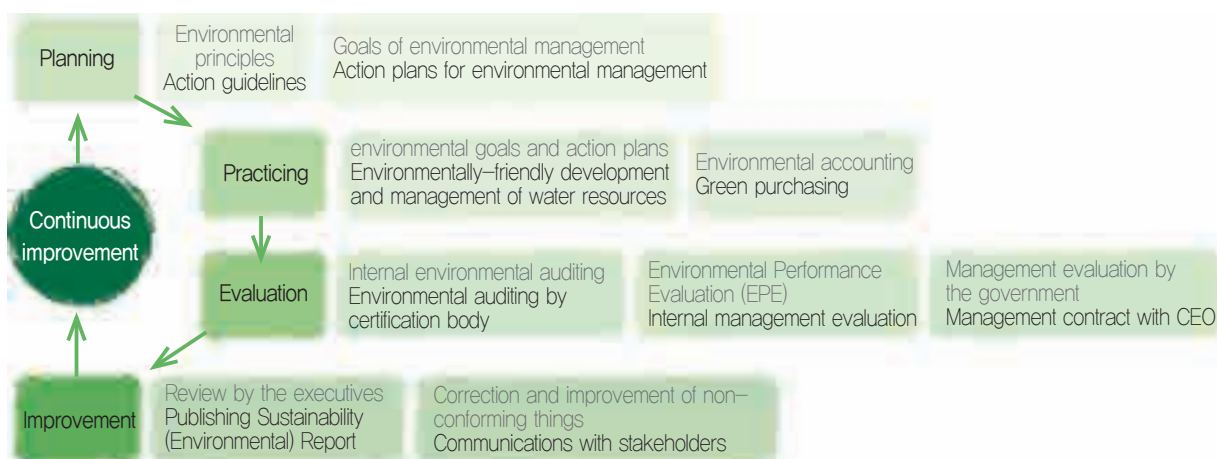 Planning
Environmental
principles
Action guidelines
Goals of environmental management
Action plans for environmental management
Practicing
environmental goals and action plans
Environmentally-friendly development
and management of water resources
Environmental accounting
Green purchasing
Continuous
improvement
Evaluation
Internal environmental auditing
Environmental auditing by
certification body
Environmental Performance
Evaluation (EPE)
Internal management evaluation
Management evaluation by
the government
Management contract with CEO
Improvement
Review by the executives
Publishing Sustainability
(Environmental) Report
Correction and improvement of non-
conforming things
Communications with stakeholders